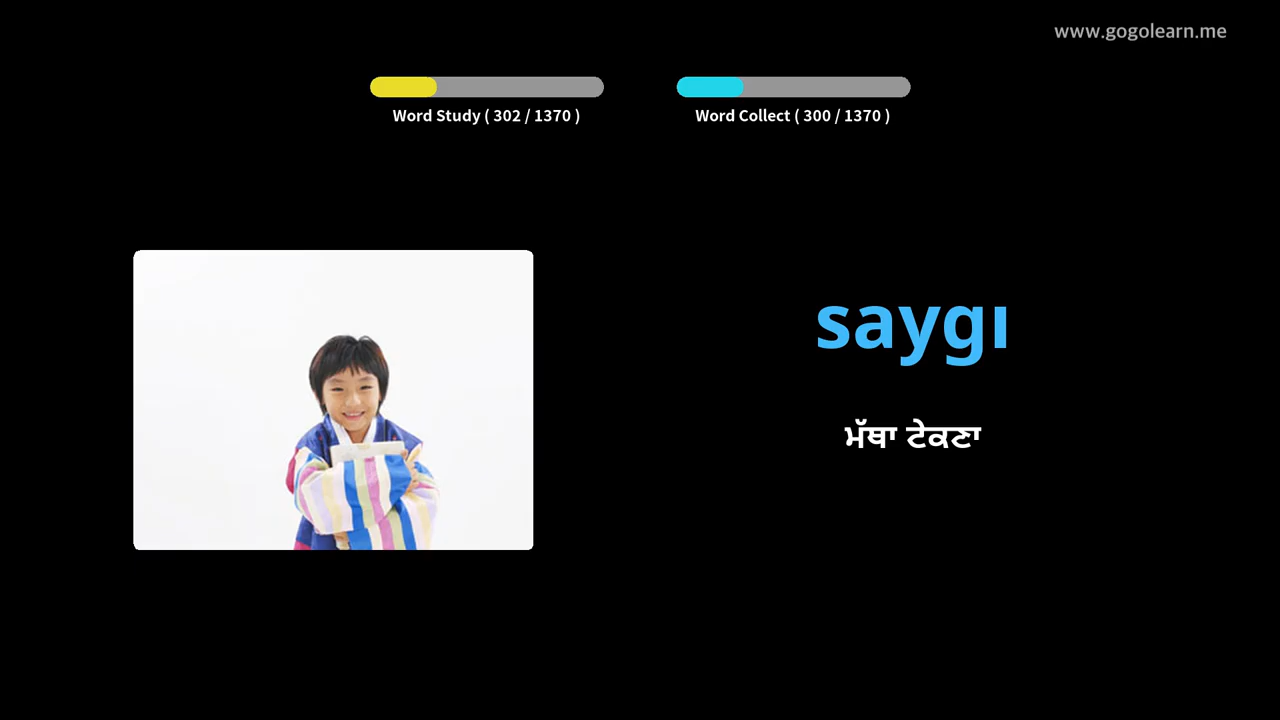 www.gogolearn.me
Word Study ( 302 / 1370 )
Word Collect ( 300 / 1370 )
saygı
ਮੱਥਾ ਟੇਕਣਾ